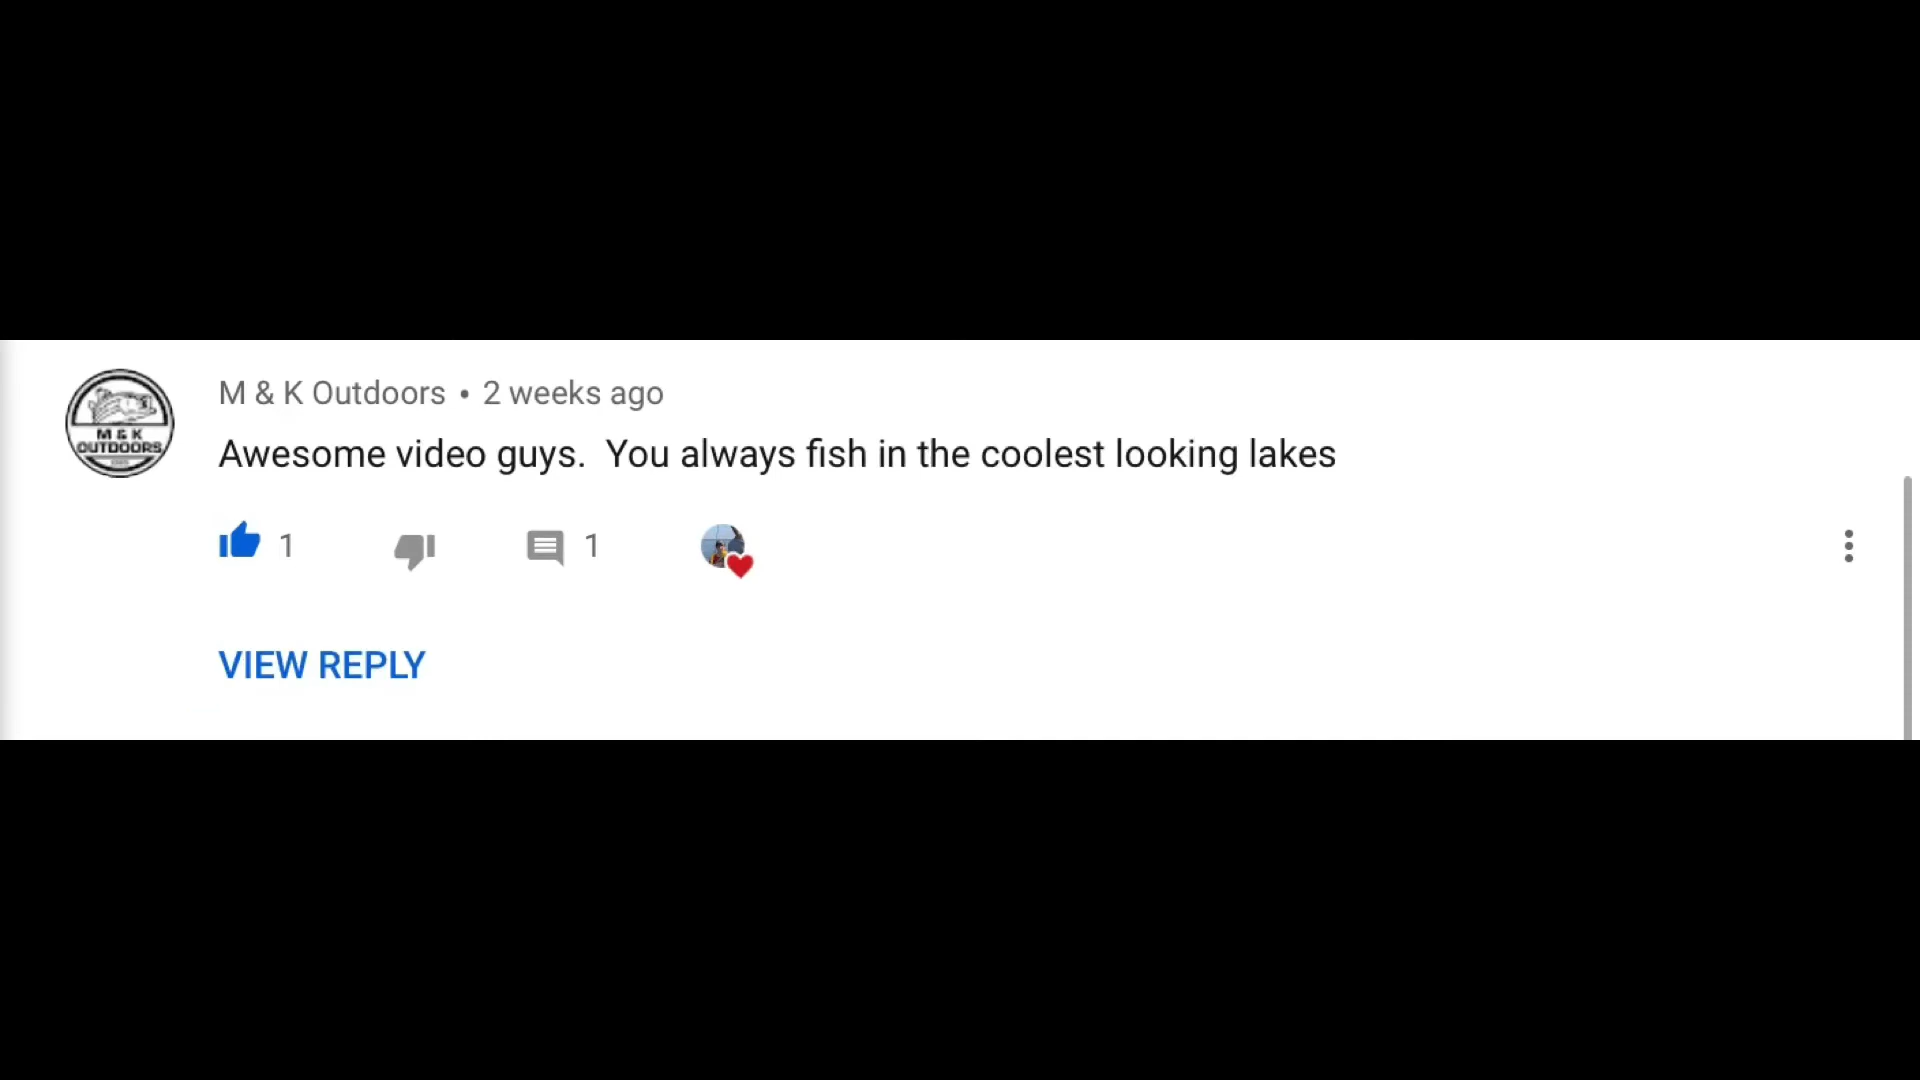 M & K Outdoors • 2 weeks ago
M & K
OUTDOORS
Awesome video guys.  You always fish in the coolest looking lakes
1
1
VIEW REPLY